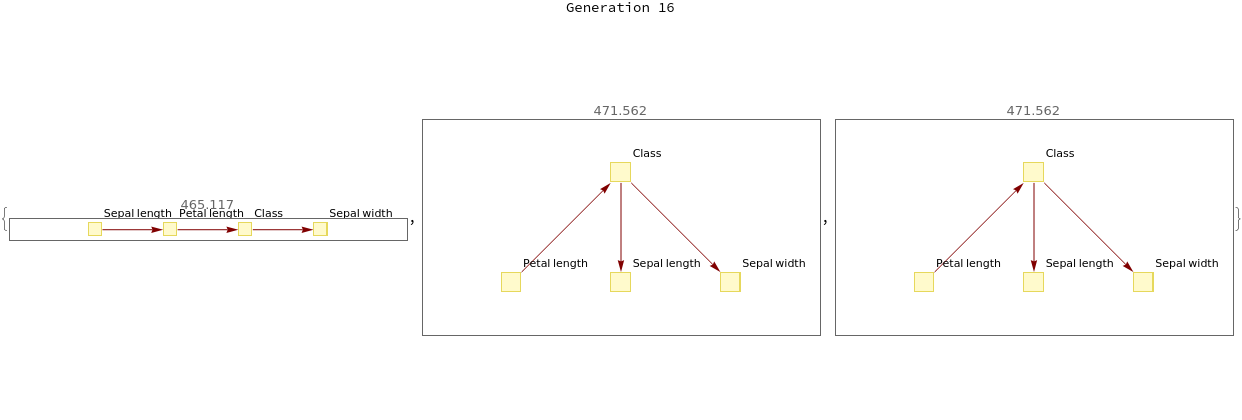 Generation 16
465.117
Sepal length Petal length Class Sepal width
471.562
Class
Petal length Sepal length Sepal width
471.562
Class
Petal length Sepal length Sepal width